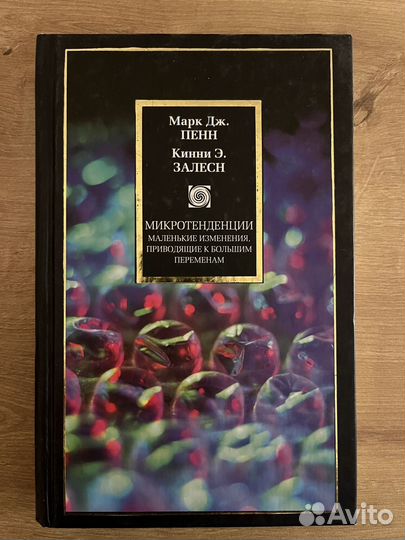 Марк Дж.
ПЕНН
Кинни Э.
ЗАЛЕСН
МИКРОТЕНДЕНЦИИ
МАЛЕНЬКИЕ ИЗМЕНЕНИЯ,
ПРИВОДЯЩИЕ К БОЛЬШИМ
ПЕРЕМЕНАМ
Avito